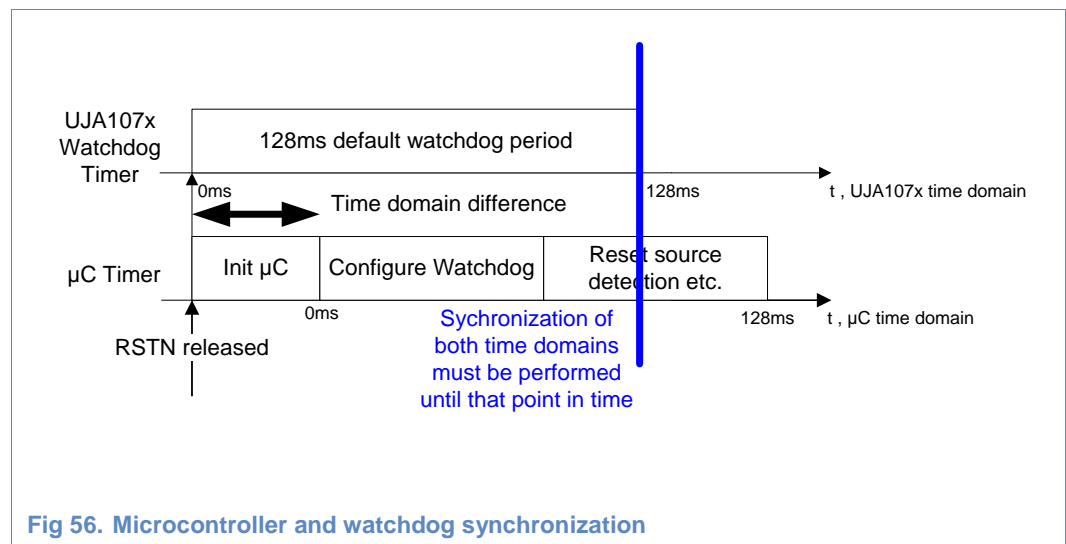 UJA107x
Watchdog
Timer
128ms default watchdog period
0ms
128ms
t , UJA107x time domain
Time domain difference
µC Timer
Init µC
Configure Watchdog
Reset source
detection etc.
0ms
128ms
t , µC time domain
RSTN released
Sychronization of
both time domains
must be performed
until that point in time
Fig 56. Microcontroller and watchdog synchronization